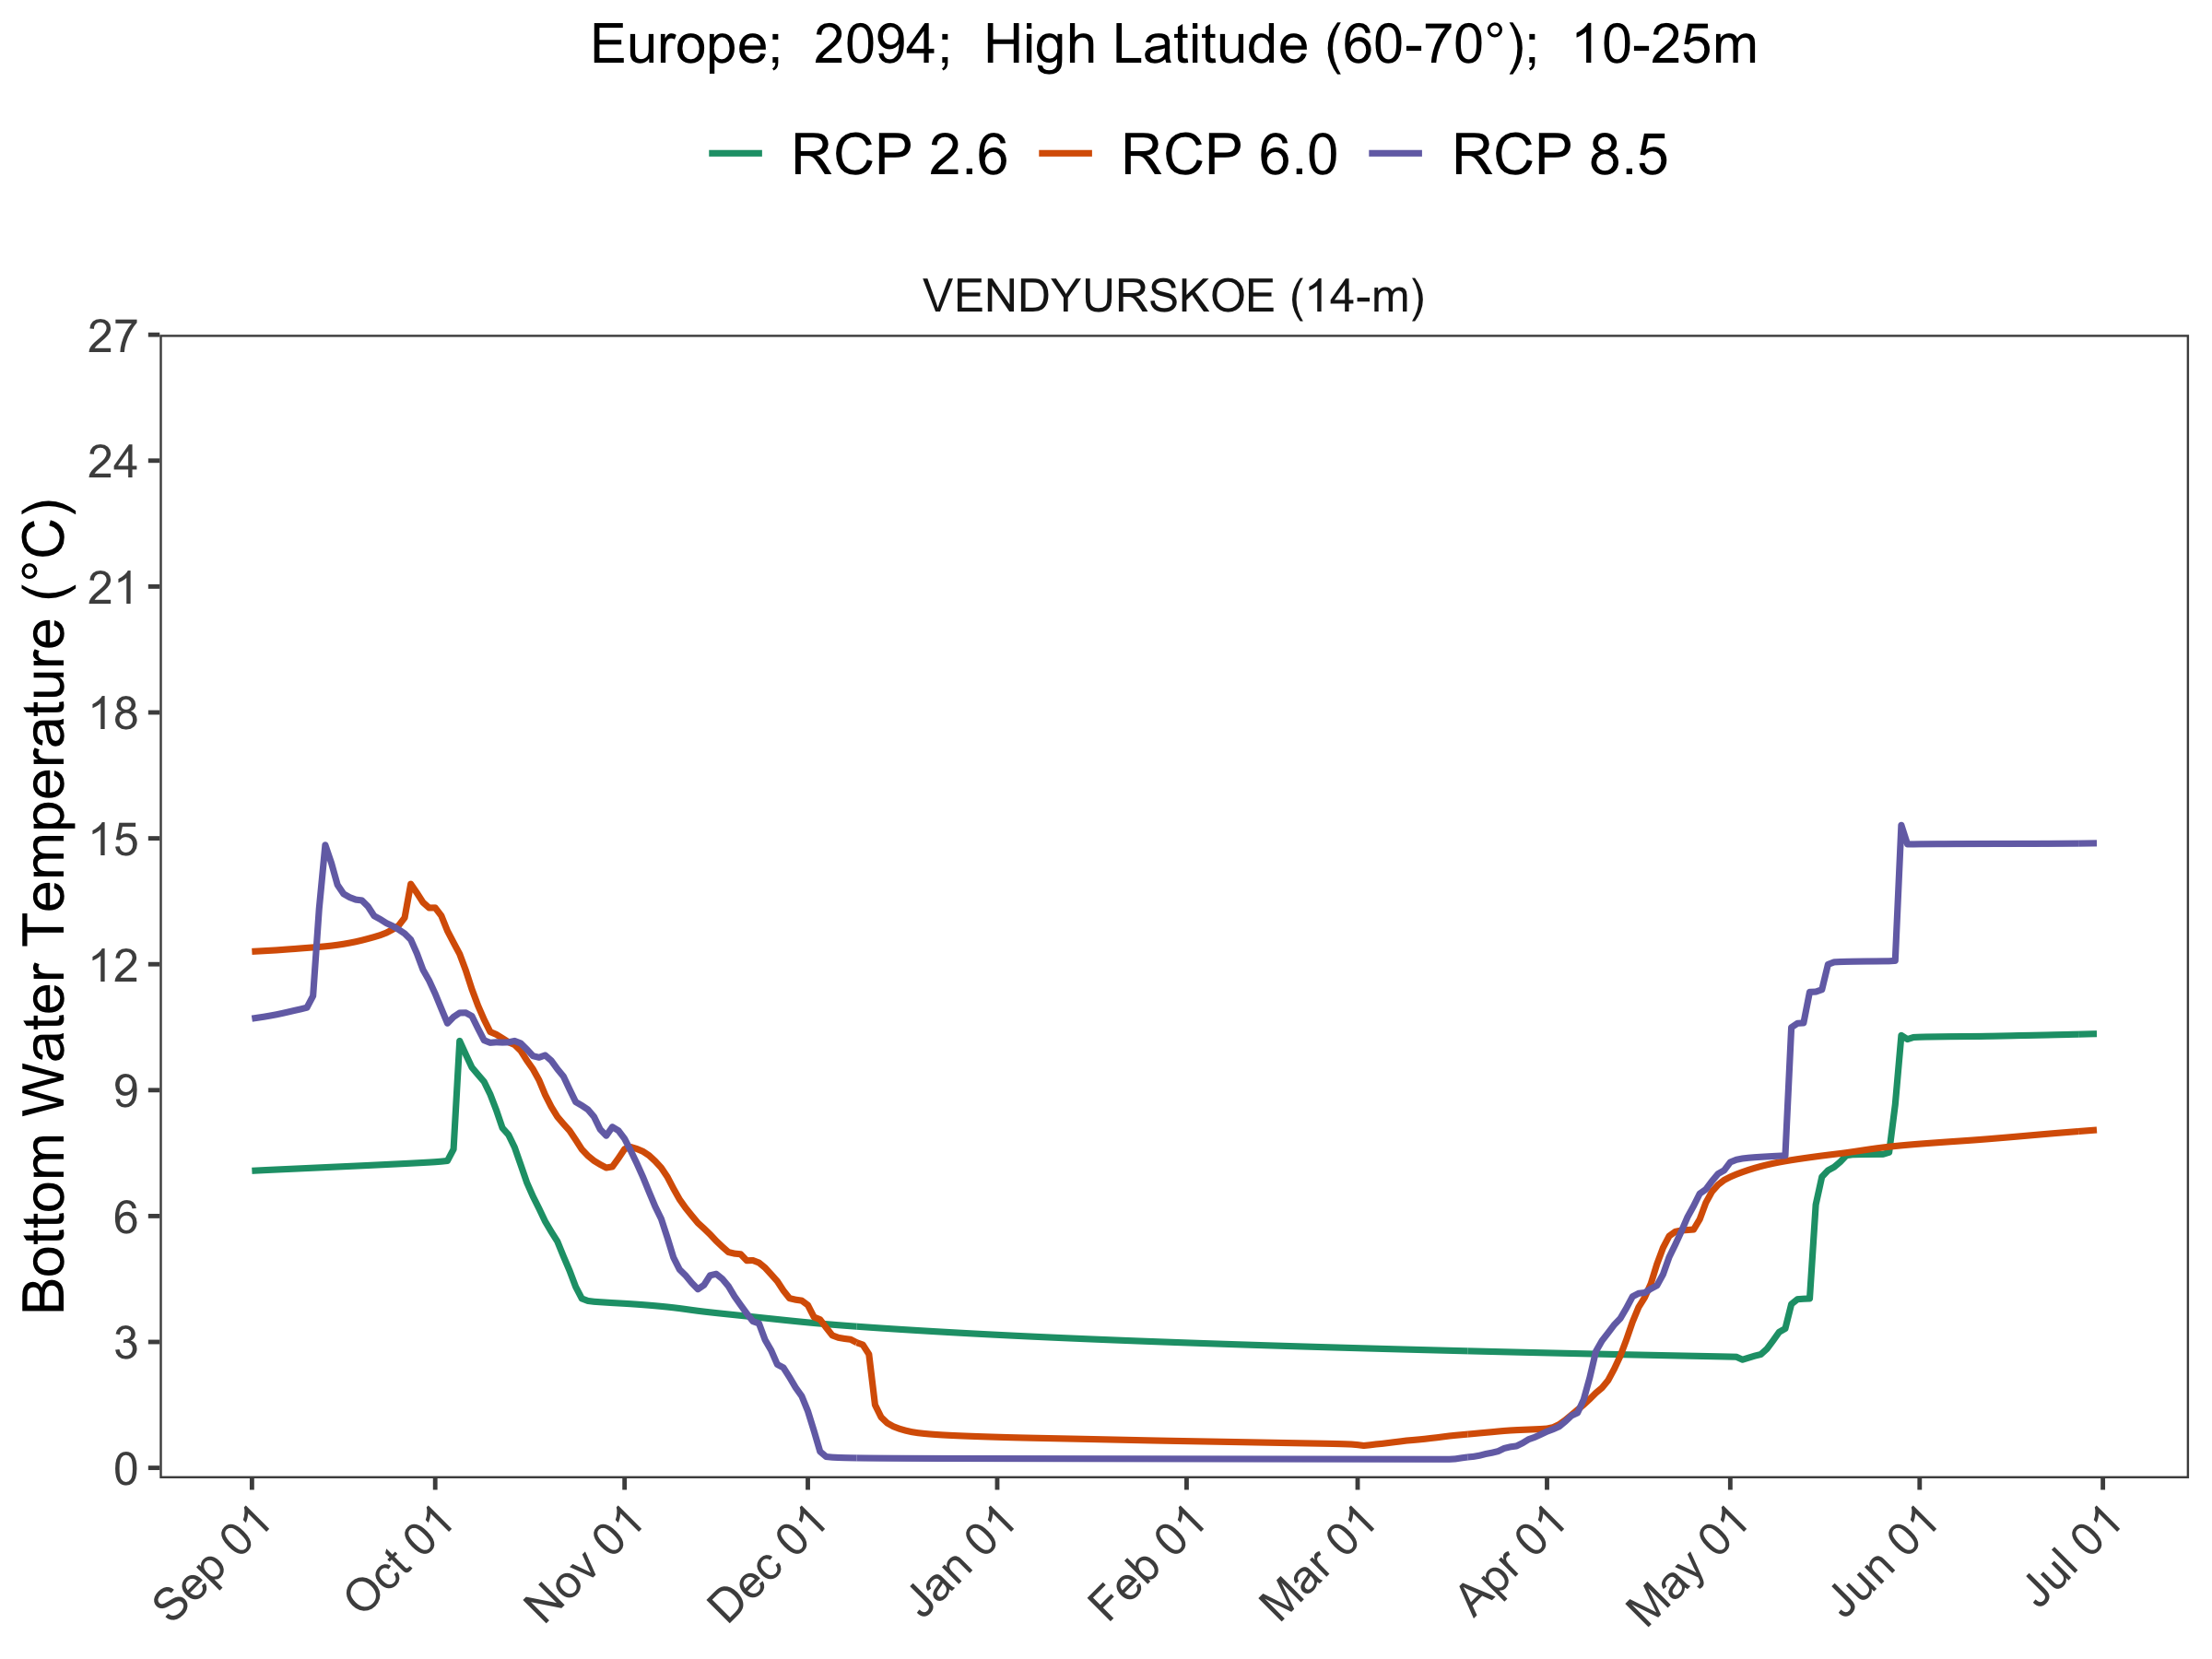 Europe;  2094;  High Latitude (60-70°);  10-25m
RCP 2.6  RCP 6.0  RCP 8.5
VENDYURSKOE (14-m)
Bottom Water Temperature (°C)
27
24
21
18
15
12
9
6
3
0
Sep 01
Oct 01
Nov 01
Dec 01
Jan 01
Feb 01
Mar 01
Apr 01
May 01
Jun 01
Jul 01